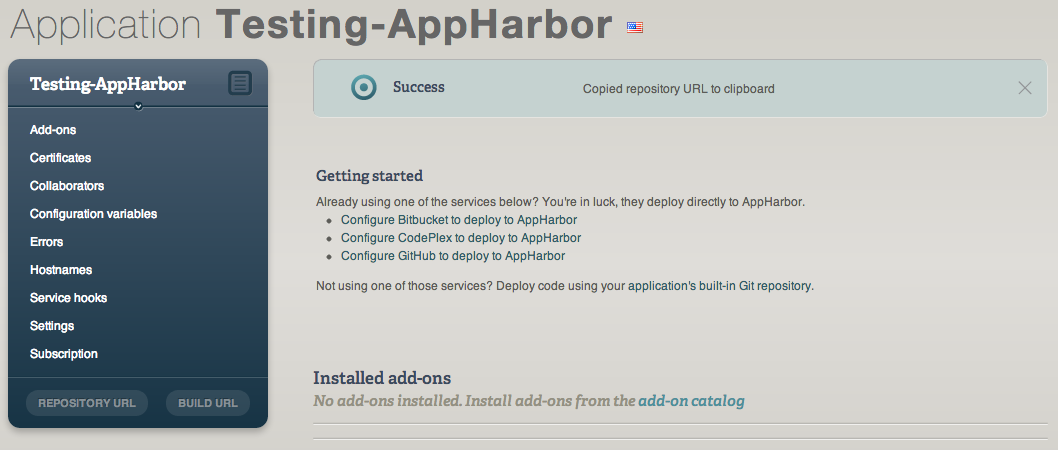 Application Testing-AppHarbor
Testing-AppHarbor
Add-ons
Certificates
Collaborators
Configuration variables
Errors
Hostnames
Service hooks
Settings
Subscription
REPOSITORY URL BUILD URL
Success Copied repository URL to clipboard
Getting started
Already using one of the services below? You're in luck, they deploy directly to AppHarbor.
Configure Bitbucket to deploy to AppHarbor
Configure CodePlex to deploy to AppHarbor
Configure GitHub to deploy to AppHarbor
Not using one of those services? Deploy code using your application's built-in Git repository.
Installed add-ons
No add-ons installed. Install add-ons from the add-on catalog